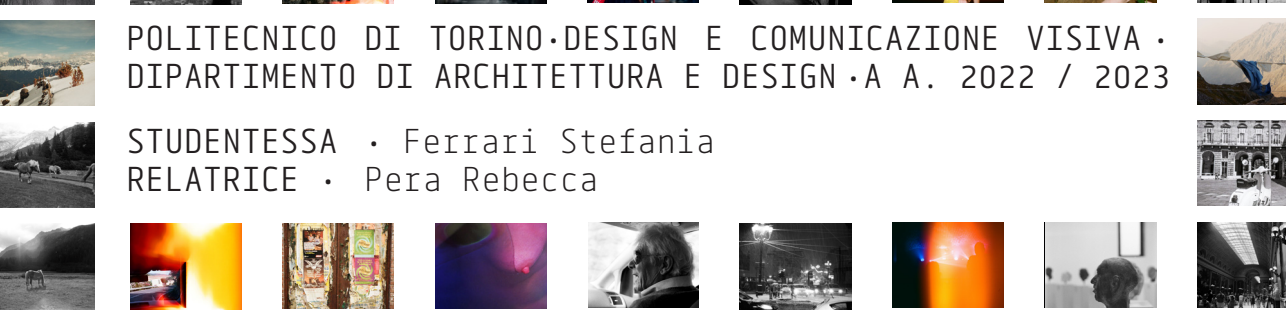 POLITECNICO DI TORINO·DESIGN E COMUNICAZIONE VISIVA·
DIPARTIMENTO DI ARCHITETTURA E DESIGN·A A. 2022 / 2023
STUDENTESSA · Ferrari Stefania
RELATRICE · Pera Rebecca